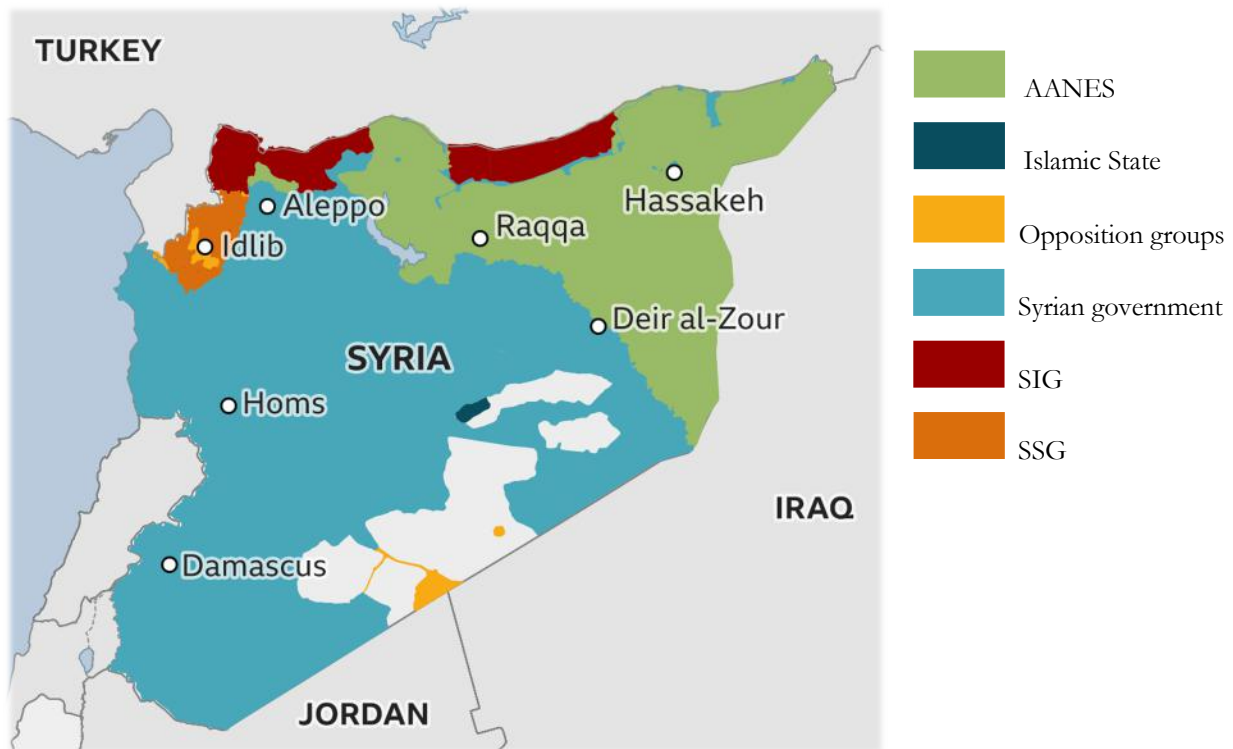 TURKEY
Aleppo
Idlib
Raqqa
Hassakeh
Deir al-Zour
SYRIA
Homs
Damascus
IRAQ
JORDAN
AANES
Islamic State
Opposition groups
Syrian government
SIG
SSG